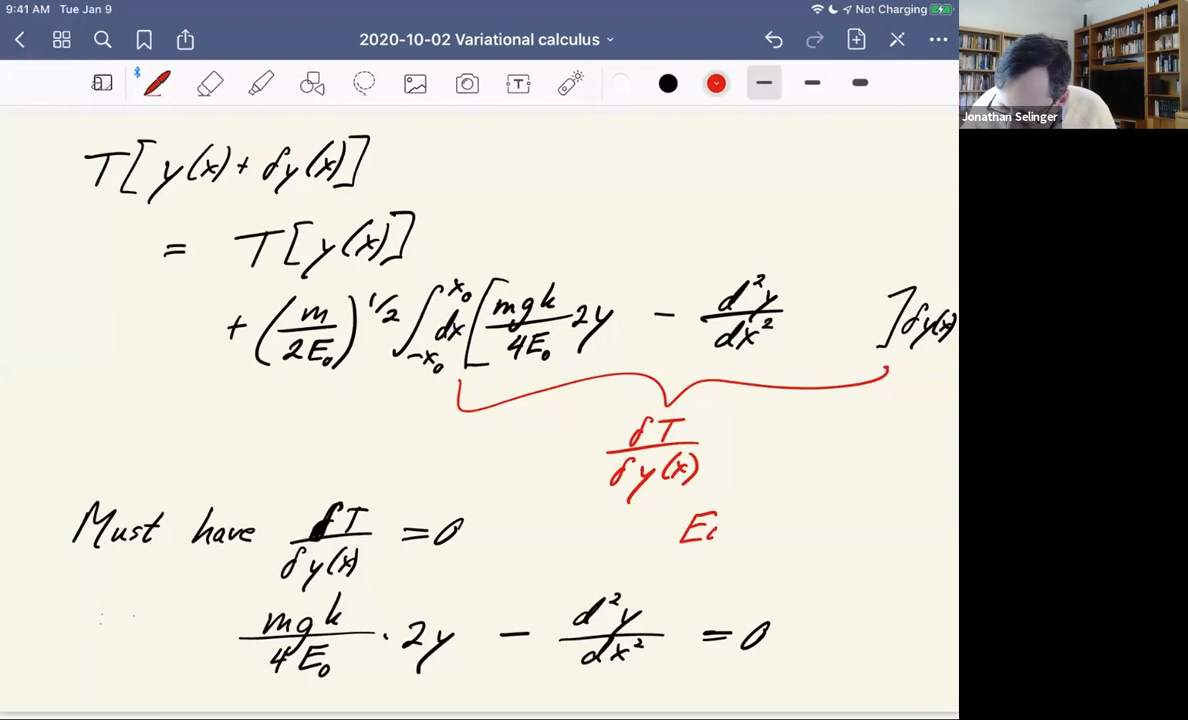 9:41 AM Tue Jan 9
Not Charging
2020-10-02 Variational calculus
Jonathan Selinger
T[y(x) + δy(x)]
= T[y(x)]
+ (m/2E₀)^1/2 ∫_{-x₀}^{x₀} dx [mgk/4E₀ 2y − d²y/dx² ] δy(x)
δT/δy(x)
Must have δT/δy(x) = 0
mgk/4E₀ · 2y − d²y/dx² = 0